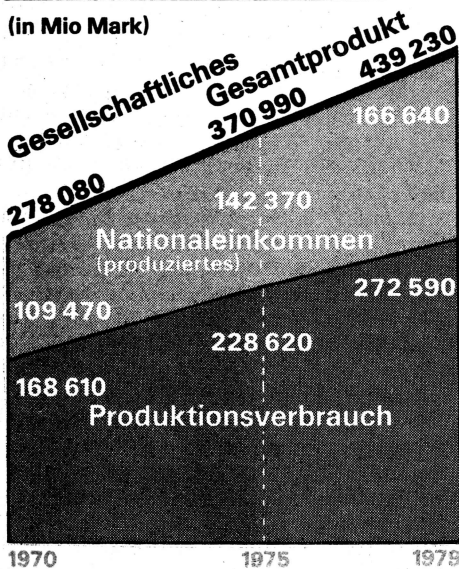 (in Mio Mark)
Gesellschaftliches Gesamtprodukt
278 080
370 990
439 230
109 470
142 370
166 640
Nationaleinkommen
(produziertes)
168 610
228 620
272 590
Produktionsverbrauch
1970
1975
1979